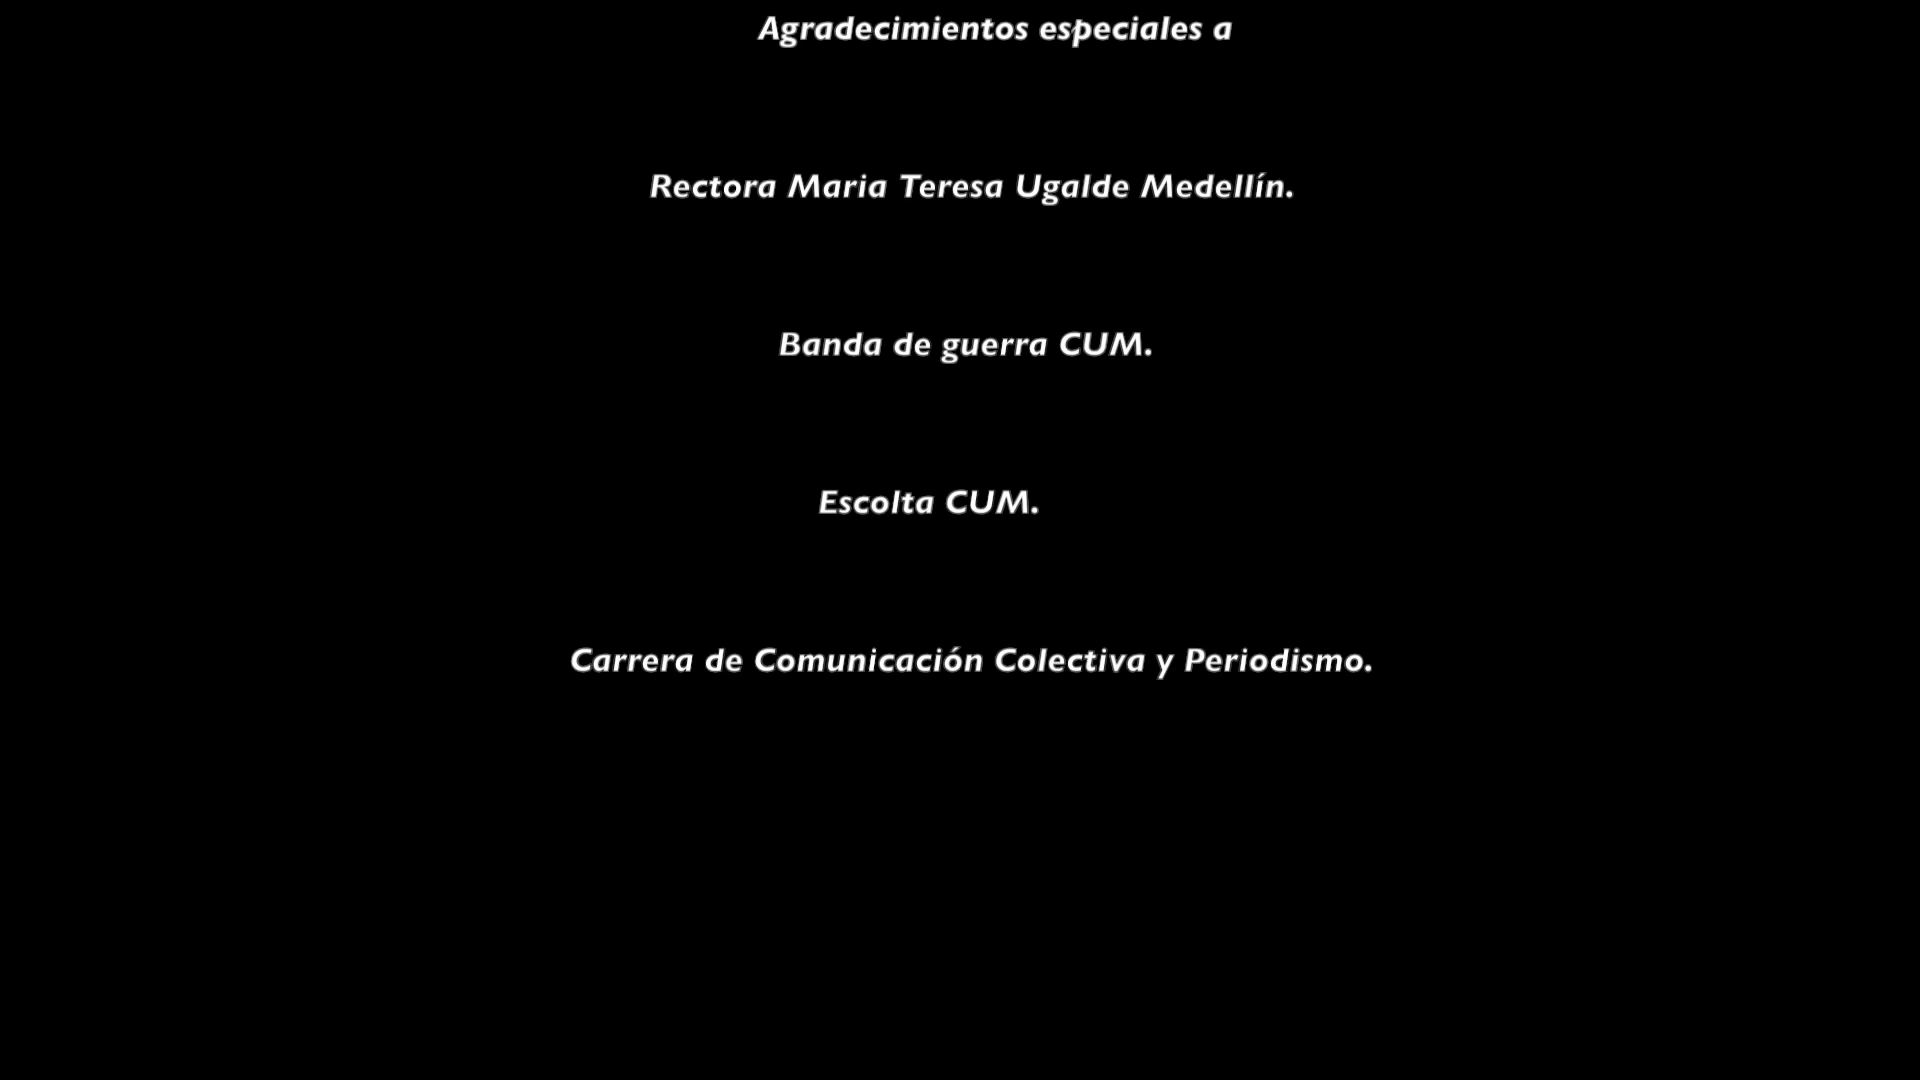 Agradecimientos especiales a
Rectora Maria Teresa Ugalde Medellín.
Banda de guerra CUM.
Escolta CUM.
Carrera de Comunicación Colectiva y Periodismo.